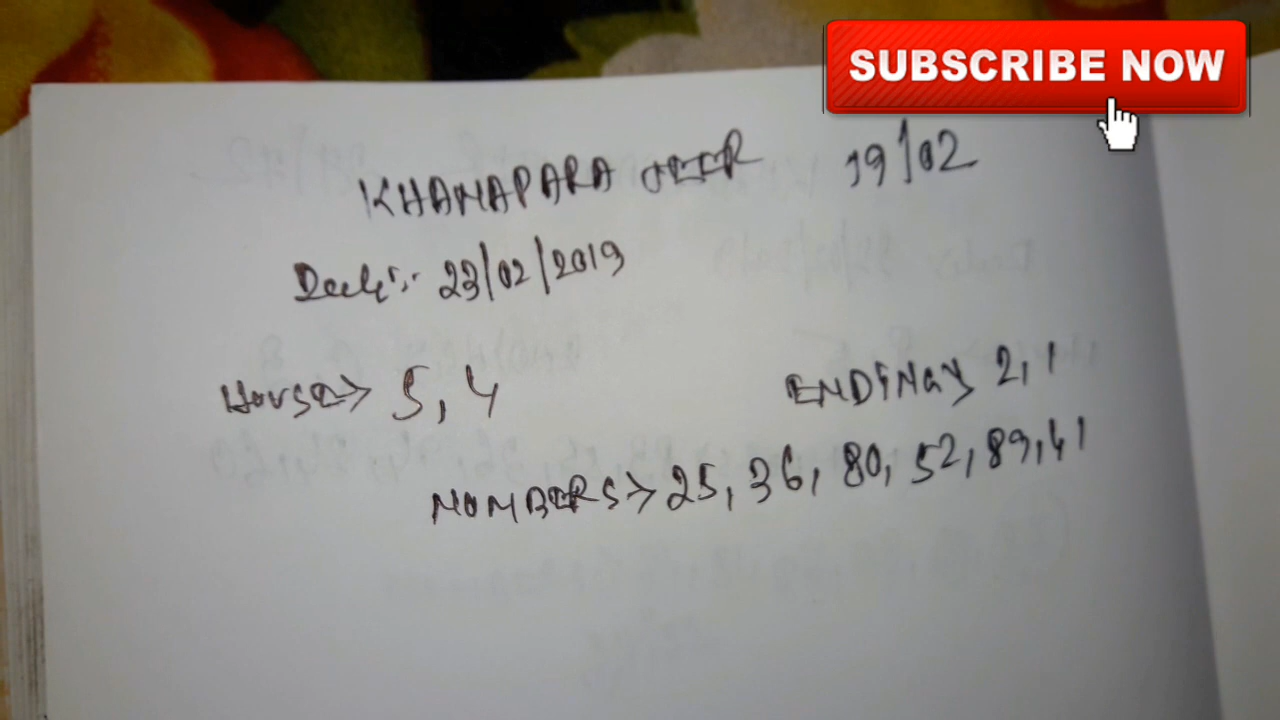 SUBSCRIBE NOW
KHANAPARA TEER 19/02
Date:- 23/02/2019
House> 5, 4
ENDING> 2, 1
NUMBERS> 25, 36, 80, 52, 89, 41